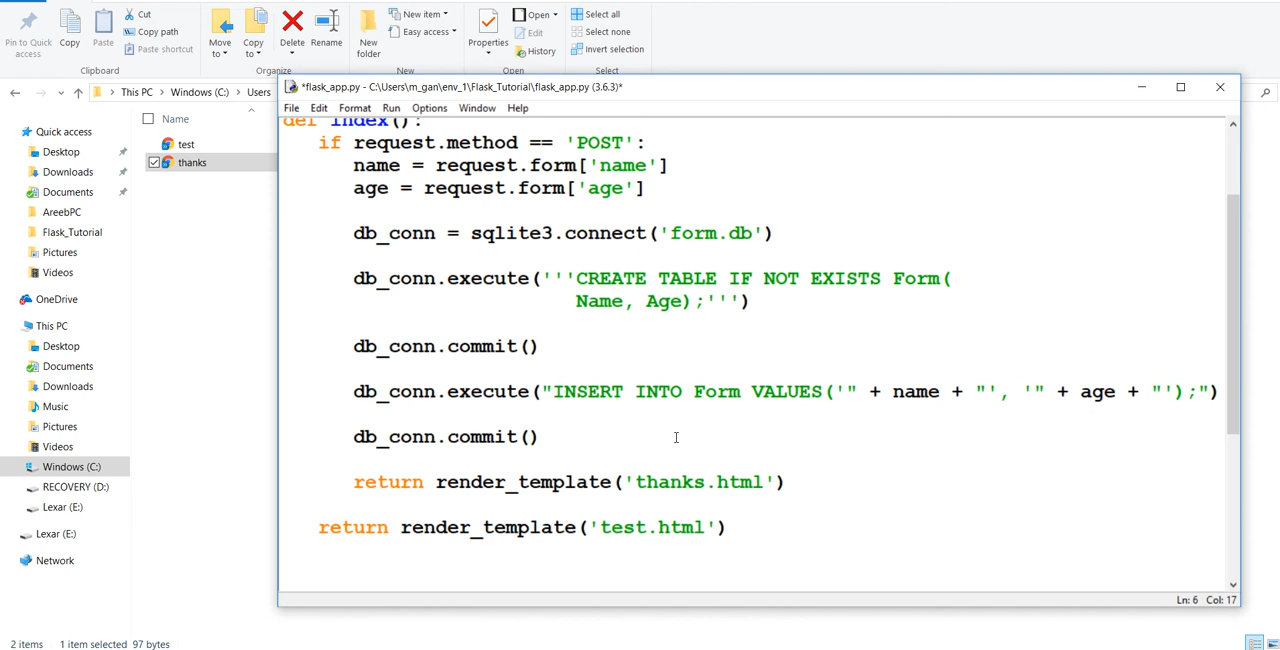 Pin to Quick access
Copy
Paste
Cut
Copy path
Paste shortcut
Clipboard
Move to
Copy to
Delete
Rename
Organize
New folder
New item
Easy access
New
Properties
Open
Edit
History
Open
Select all
Select none
Invert selection
Select
This PC > Windows (C:) > Users
*flask_app.py - C:\Users\m_gan\env_1\Flask_Tutorial\flask_app.py (3.6.3)*
File Edit Format Run Options Window Help
Quick access
Desktop
Downloads
Documents
AreebPC
Flask_Tutorial
Pictures
Videos
OneDrive
This PC
Desktop
Documents
Downloads
Music
Pictures
Videos
Windows (C:)
RECOVERY (D:)
Lexar (E:)
Lexar (E:)
Network
Name
test
thanks
def index():
if request.method == 'POST':
name = request.form['name']
age = request.form['age']
db_conn = sqlite3.connect('form.db')
db_conn.execute('''CREATE TABLE IF NOT EXISTS Form(
Name, Age);''')
db_conn.commit()
db_conn.execute("INSERT INTO Form VALUES('" + name + "', '" + age + "');")
db_conn.commit()
return render_template('thanks.html')
return render_template('test.html')
Ln: 6 Col: 17
2 items 1 item selected 97 bytes